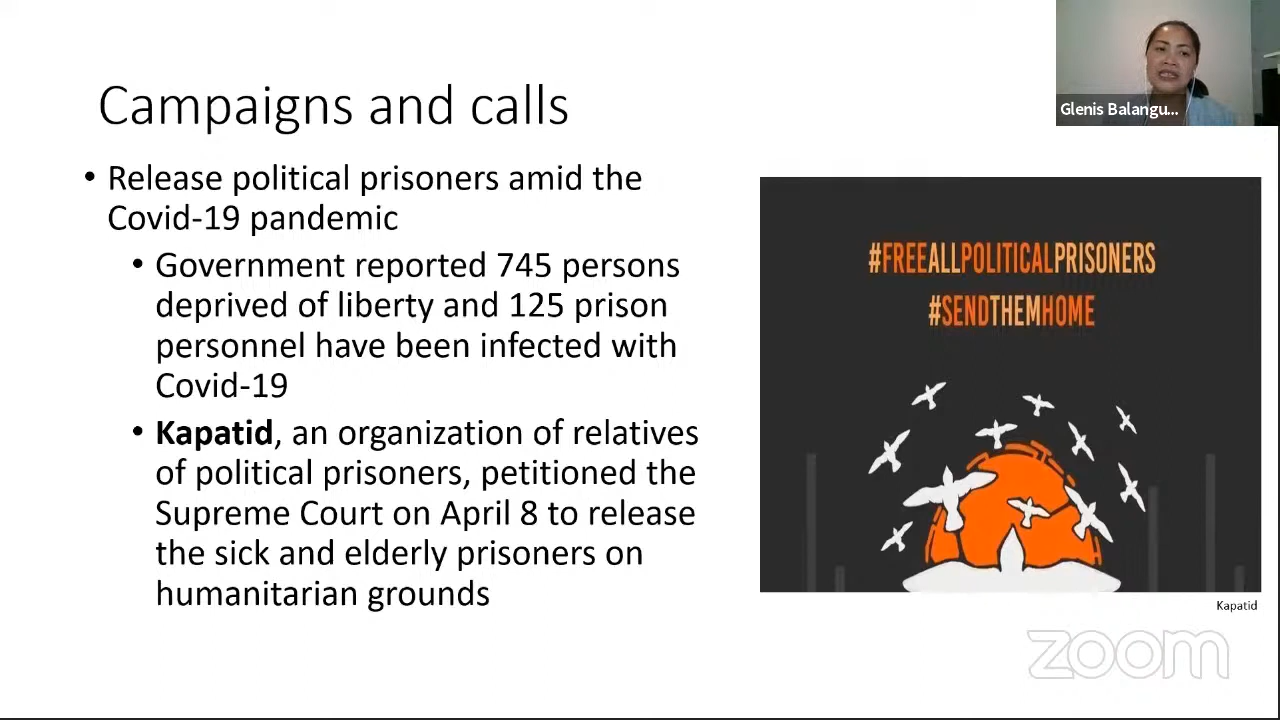 Glenis Balangu...
Campaigns and calls
• Release political prisoners amid the
Covid-19 pandemic
• Government reported 745 persons
deprived of liberty and 125 prison
personnel have been infected with
Covid-19
• Kapatid, an organization of relatives
of political prisoners, petitioned the
Supreme Court on April 8 to release
the sick and elderly prisoners on
humanitarian grounds
#FREEALLPOLITICALPRISONERS
#SENDTHEMHOME
Kapatid
zoom